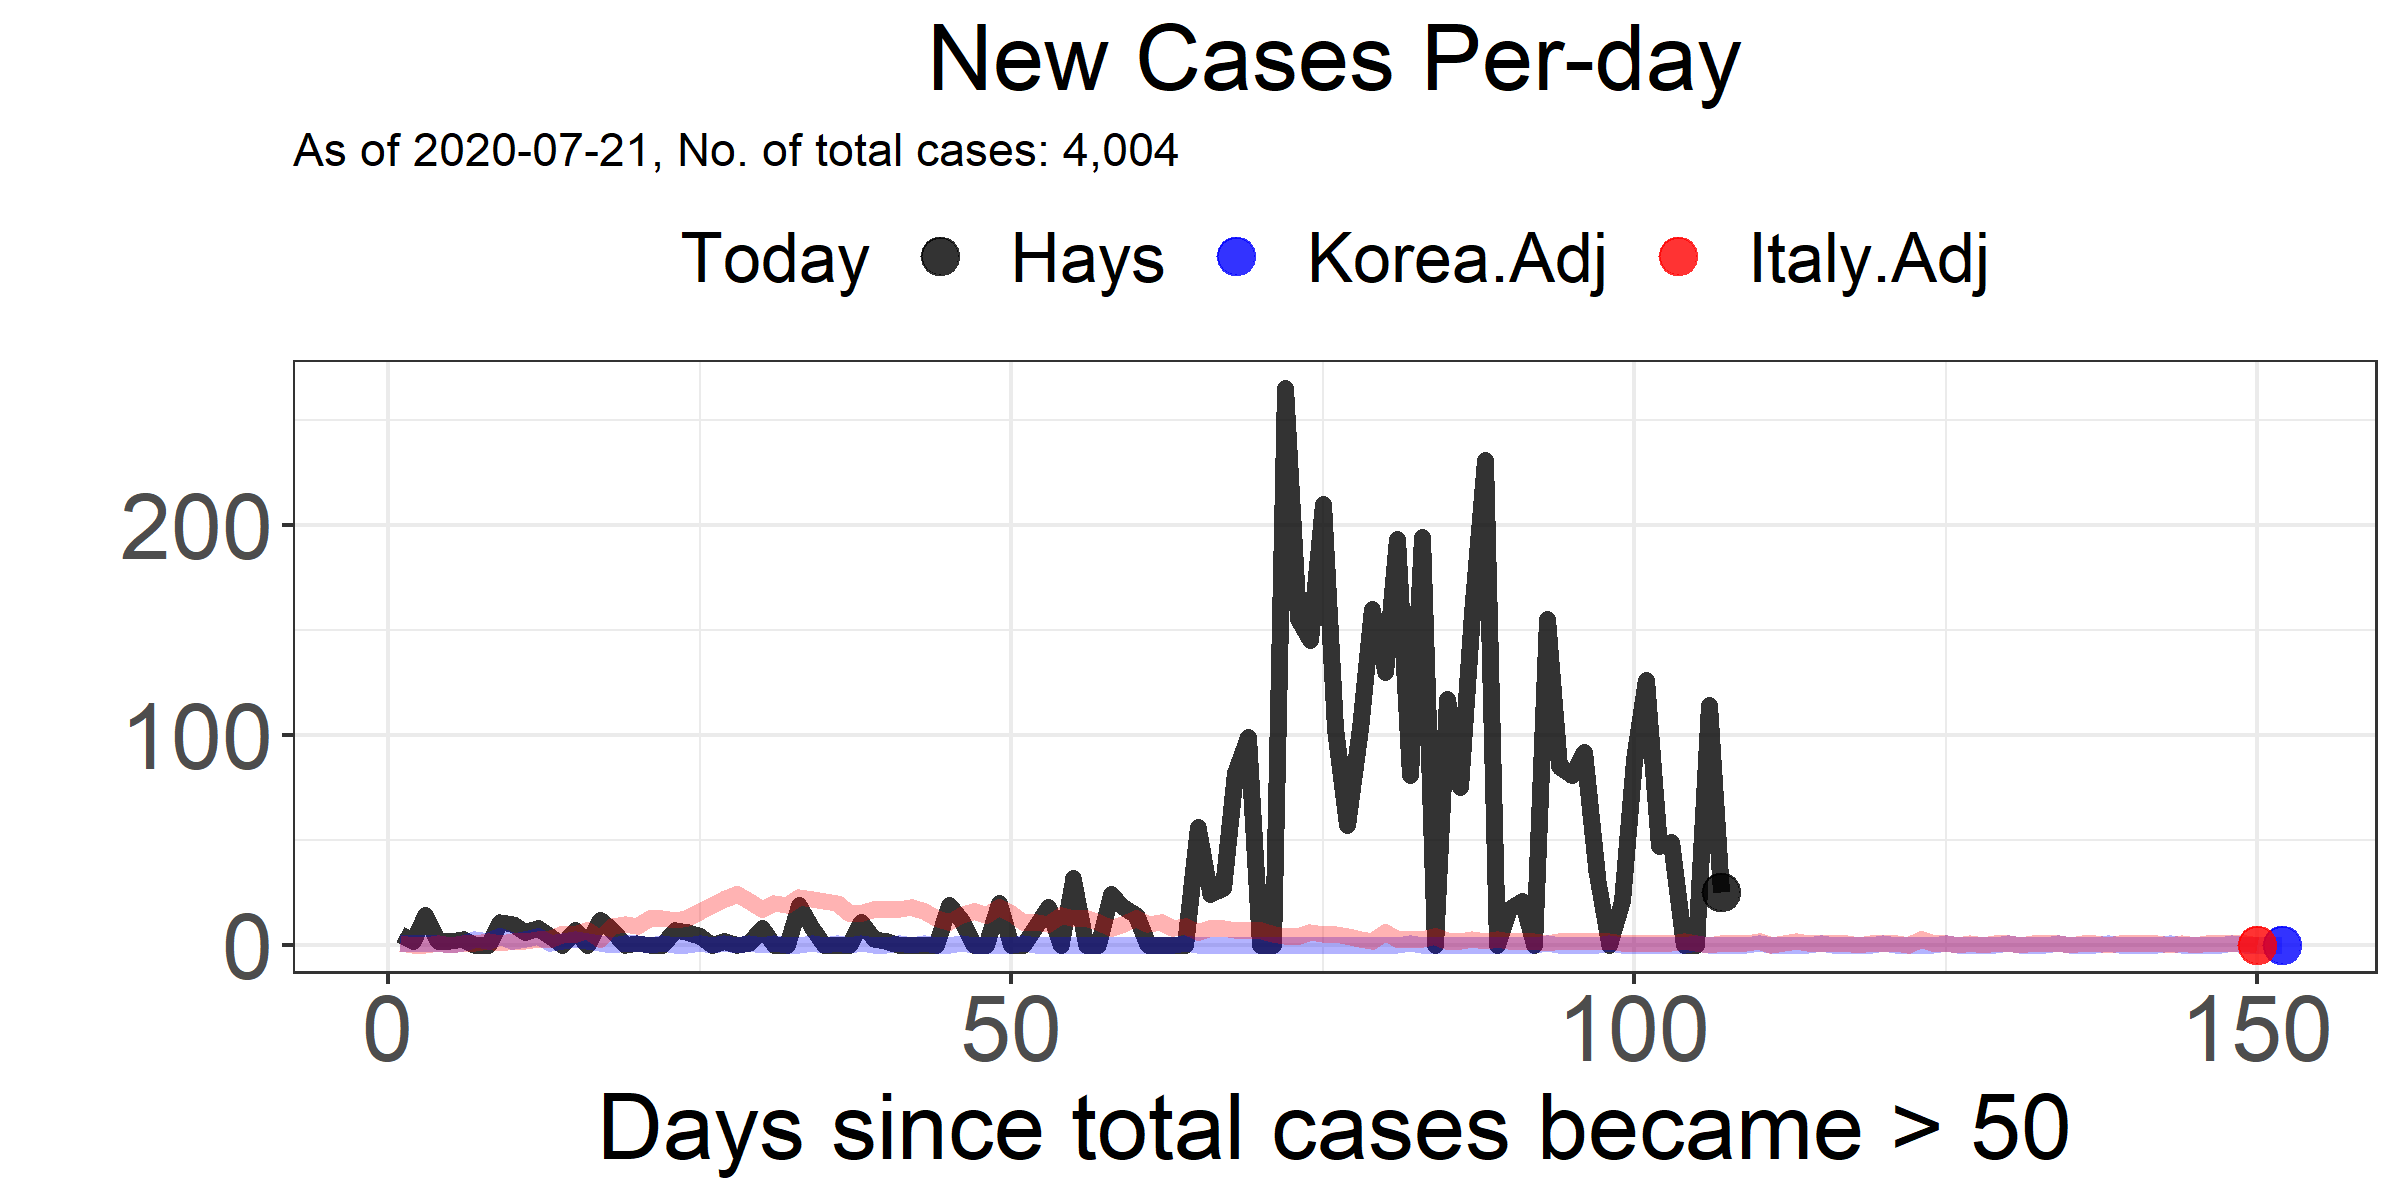 New Cases Per-day
As of 2020-07-21, No. of total cases: 4,004
Today Hays Korea.Adj Italy.Adj
200
100
0
0 50 100 150
Days since total cases became > 50